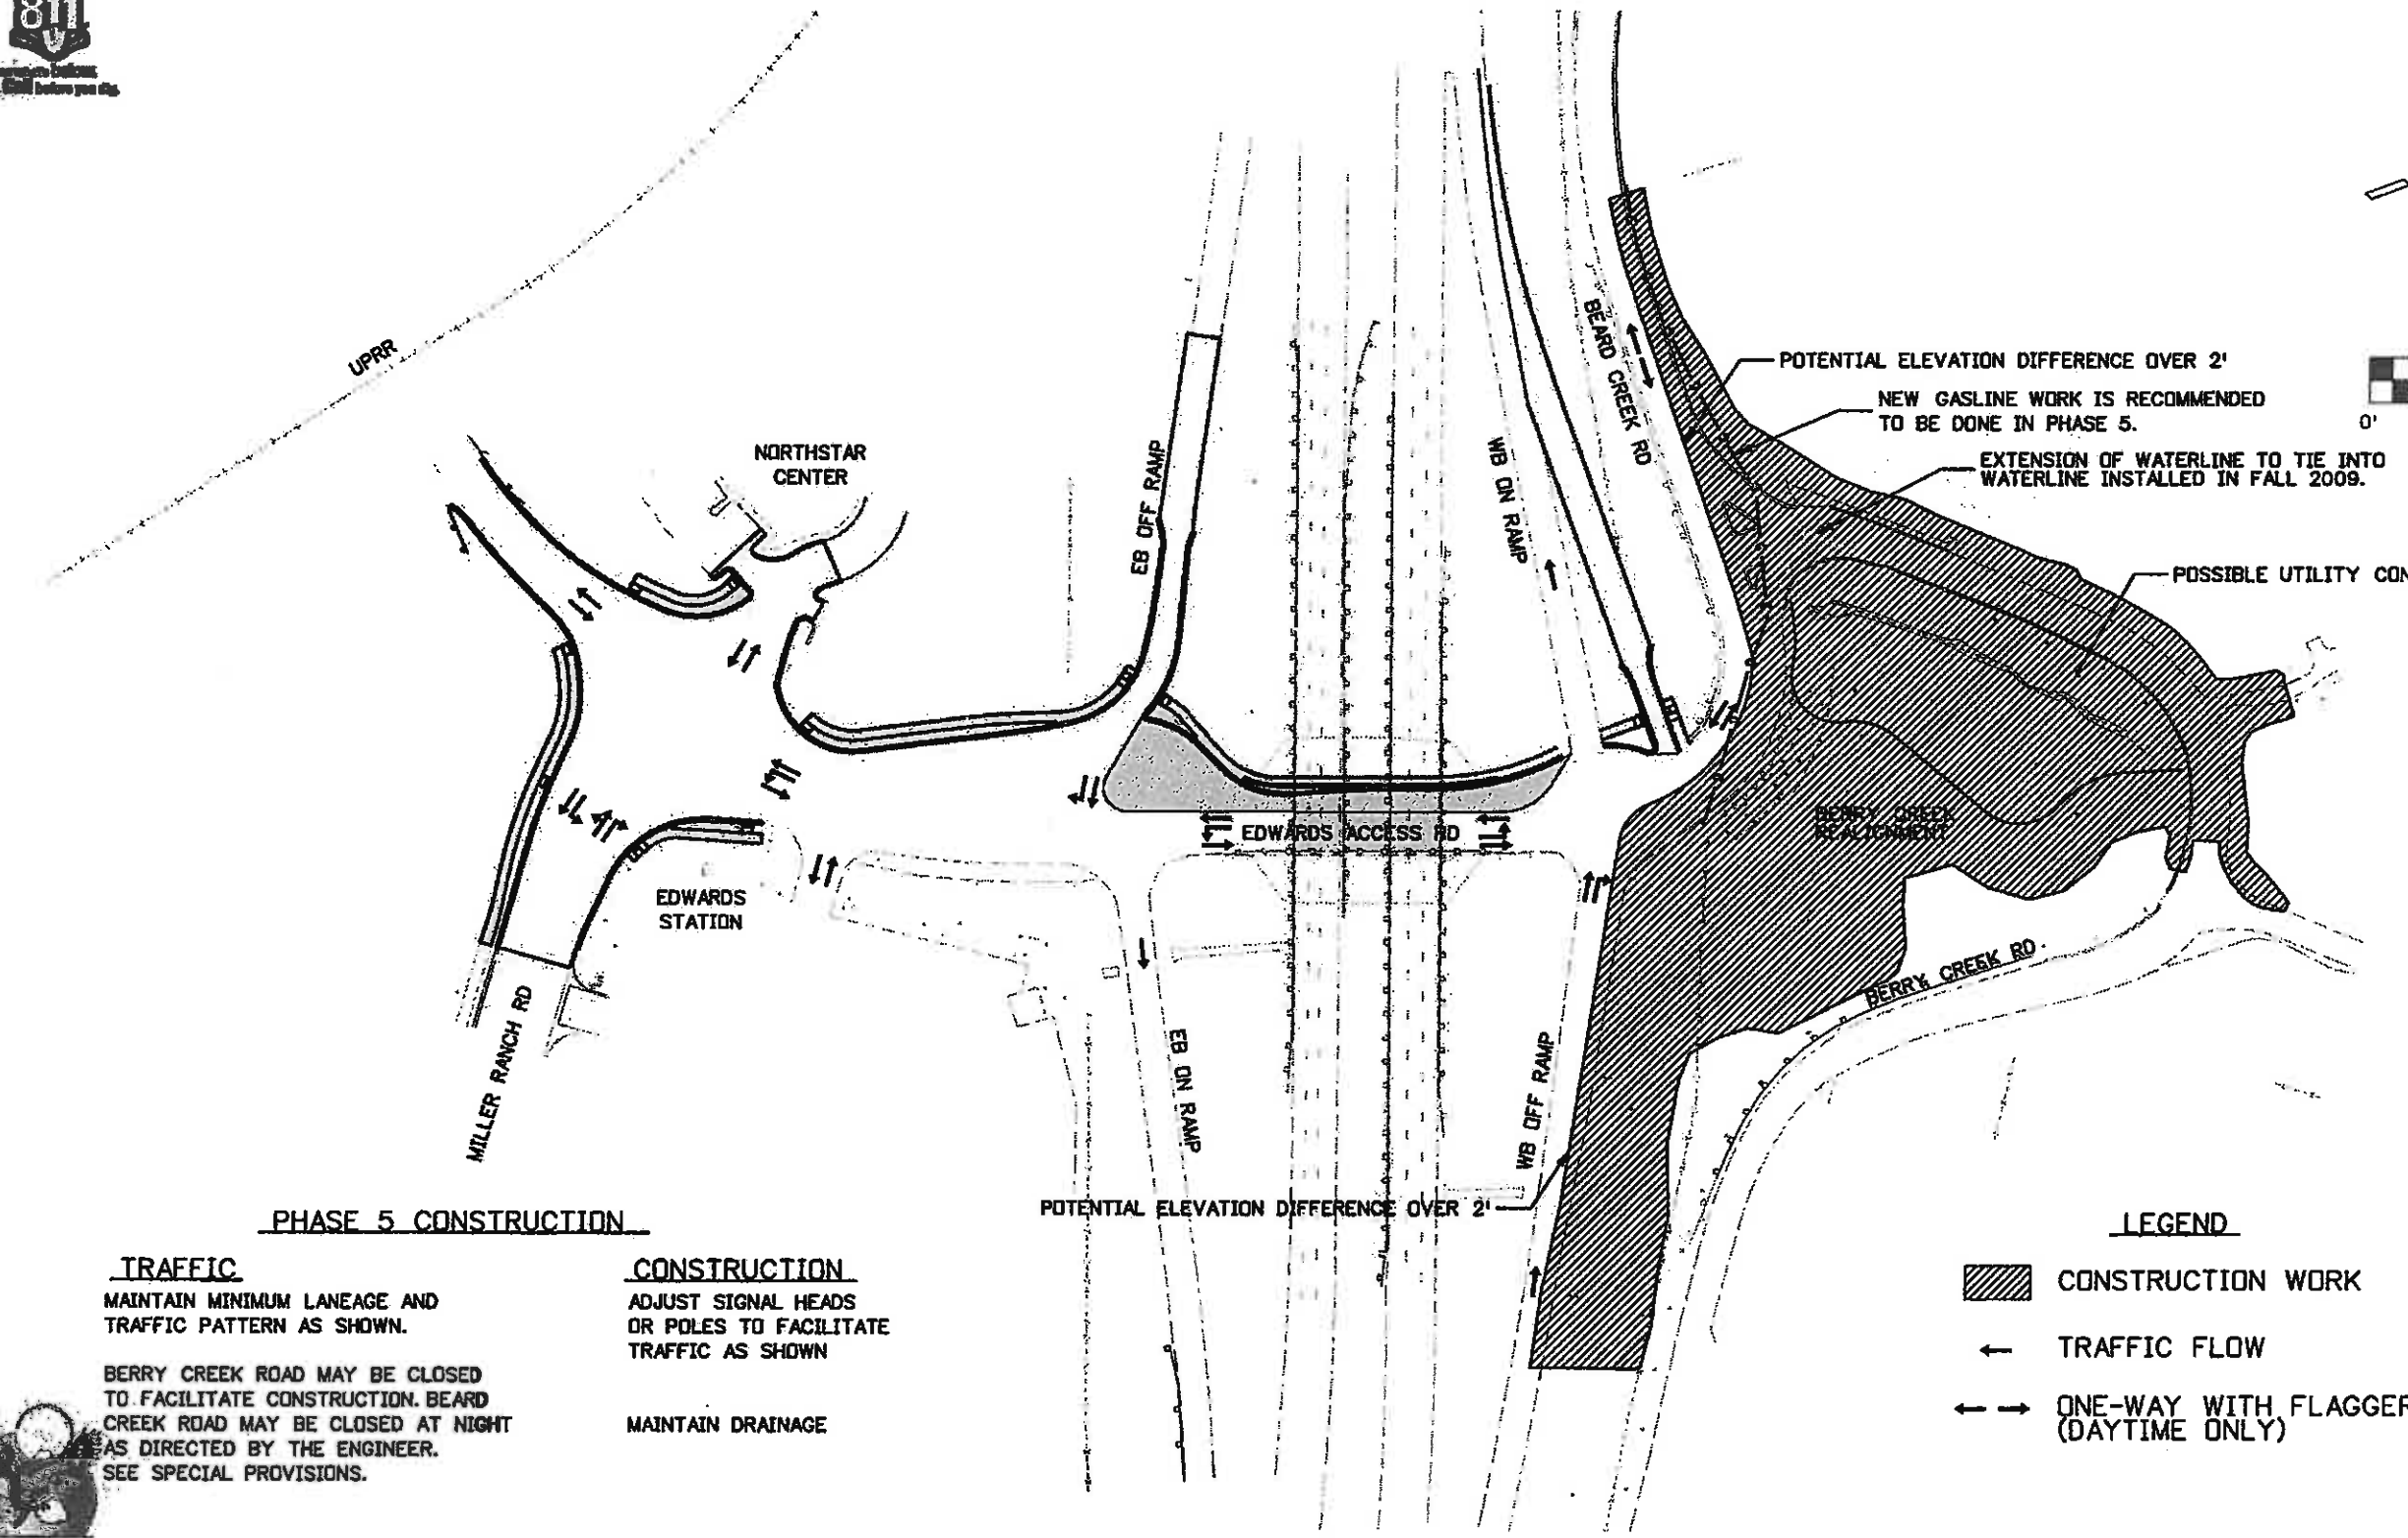 811
UPRR
NORTHSTAR
CENTER
EB OFF RAMP
WB ON RAMP
BEARD CREEK RD
POTENTIAL ELEVATION DIFFERENCE OVER 2'
NEW GASLINE WORK IS RECOMMENDED
TO BE DONE IN PHASE 5.
0'
EXTENSION OF WATERLINE TO TIE INTO
WATERLINE INSTALLED IN FALL 2009.
POSSIBLE UTILITY CON
EDWARDS ACCESS RD
BERRY CREEK
REALIGNMENT
EDWARDS
STATION
BERRY CREEK RD
MILLER RANCH RD
EB ON RAMP
WB OFF RAMP
POTENTIAL ELEVATION DIFFERENCE OVER 2'
PHASE 5 CONSTRUCTION
TRAFFIC
MAINTAIN MINIMUM LANEAGE AND
TRAFFIC PATTERN AS SHOWN.
BERRY CREEK ROAD MAY BE CLOSED
TO FACILITATE CONSTRUCTION. BEARD
CREEK ROAD MAY BE CLOSED AT NIGHT
AS DIRECTED BY THE ENGINEER.
SEE SPECIAL PROVISIONS.
CONSTRUCTION
ADJUST SIGNAL HEADS
OR POLES TO FACILITATE
TRAFFIC AS SHOWN
MAINTAIN DRAINAGE
LEGEND
CONSTRUCTION WORK
TRAFFIC FLOW
ONE-WAY WITH FLAGGER
(DAYTIME ONLY)